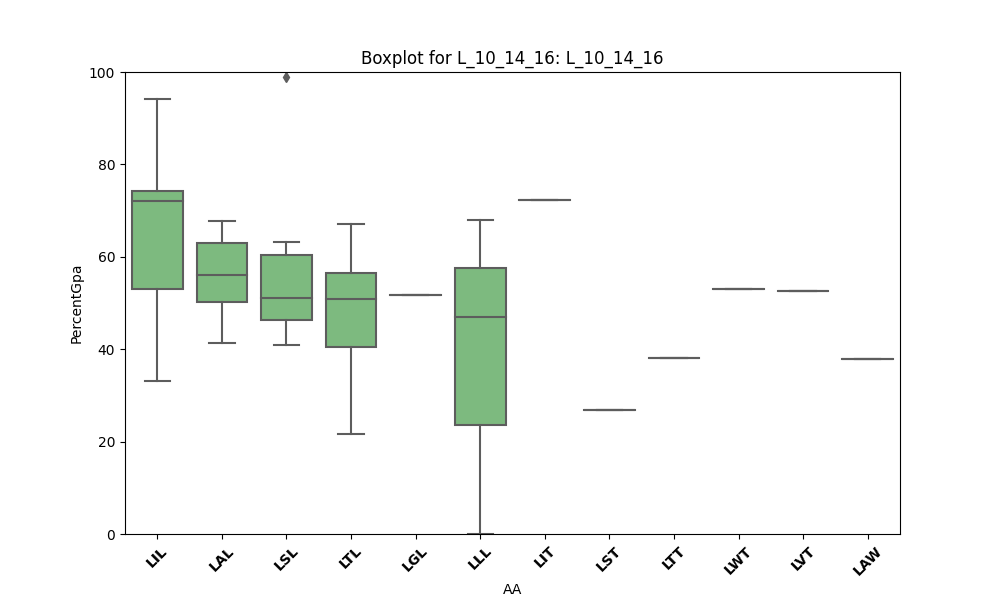 Boxplot for L_10_14_16: L_10_14_16
100
80
60
40
20
0
PercentGpa
LIL LAL LSL LTL LGL LLL LIT LST LTT LWT LVT LAW
AA